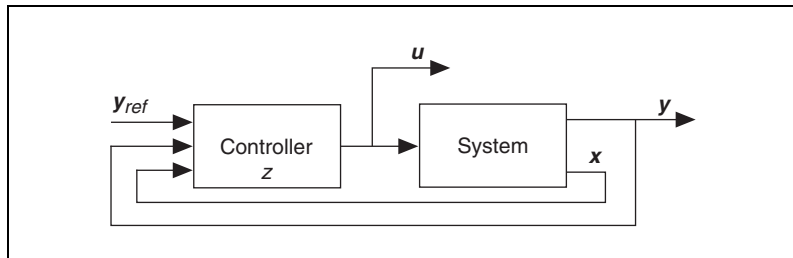 u
y_ref
y
Controller
System
x
z